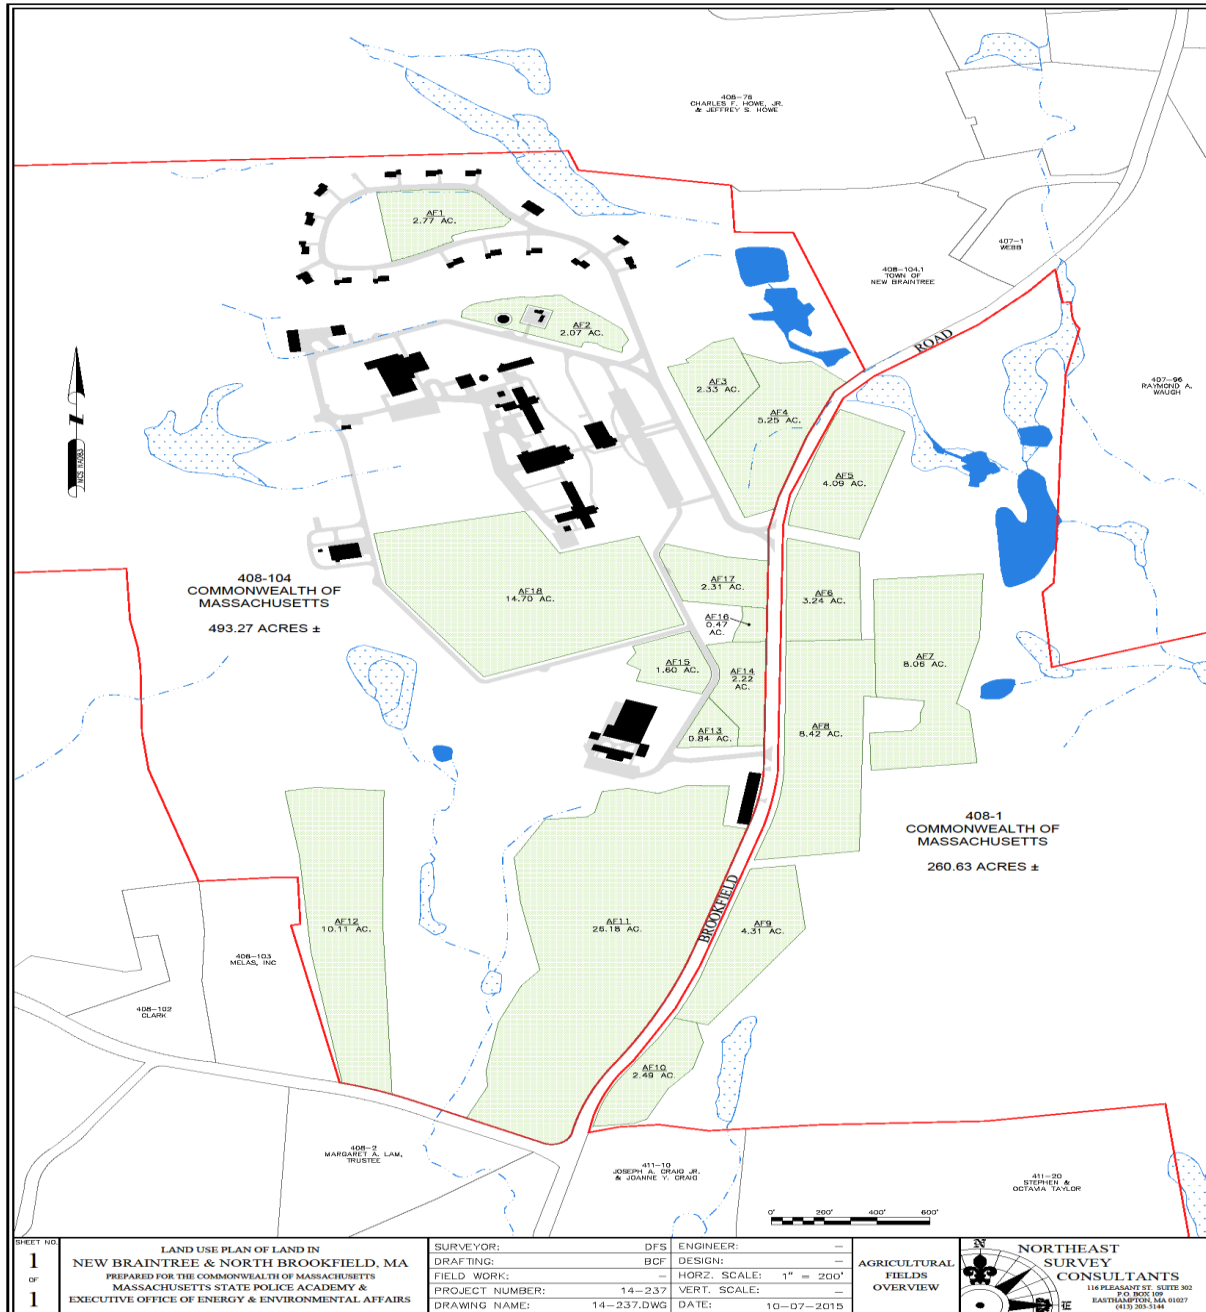 408-76
CHARLES F. HOWE, JR.
& JEFFREY S. HOWE
AF1
2.77 AC.
407-1
WEBB
408-104.1
TOWN OF
NEW BRAINTREE
AF2
2.07 AC.
ROAD
407-96
RAYMOND A.
WAUGH
AF3
2.33 AC.
AF4
5.25 AC.
AF5
4.09 AC.
N
408-104
COMMONWEALTH OF
MASSACHUSETTS
493.27 ACRES ±
AF18
14.70 AC.
AF17
2.31 AC.
AF6
3.24 AC.
AF16
0.47
AC.
AF15
1.60 AC.
AF14
2.22
AC.
AF7
8.06 AC.
AF13
0.84 AC.
AF8
8.42 AC.
408-1
COMMONWEALTH OF
MASSACHUSETTS
260.63 ACRES ±
BROOKFIELD
AF12
10.11 AC.
AF11
26.18 AC.
AF9
4.31 AC.
408-103
MELAS, INC
408-102
CLARK
AF10
2.49 AC.
408-2
MARGARET A. LAM,
TRUSTEE
411-10
JOSEPH A. CRAIG JR.
& JOANNE Y. CRAIG
411-20
STEPHEN &
OCTAVIA TAYLOR
0' 200' 400' 600'
SHEET NO.
1
OF
1
LAND USE PLAN OF LAND IN
NEW BRAINTREE & NORTH BROOKFIELD, MA
PREPARED FOR THE COMMONWEALTH OF MASSACHUSETTS
MASSACHUSETTS STATE POLICE ACADEMY &
EXECUTIVE OFFICE OF ENERGY & ENVIRONMENTAL AFFAIRS
SURVEYOR: DFS
DRAFTING: BCF
FIELD WORK: –
PROJECT NUMBER: 14-237
DRAWING NAME: 14-237.DWG
ENGINEER: –
DESIGN: –
HORZ. SCALE: 1" = 200'
VERT. SCALE: –
DATE: 10-07-2015
AGRICULTURAL
FIELDS
OVERVIEW
N
NORTHEAST
SURVEY
CONSULTANTS
116 PLEASANT ST. SUITE 302
P.O. BOX 109
EASTHAMPTON, MA 01027
(413) 203-5144